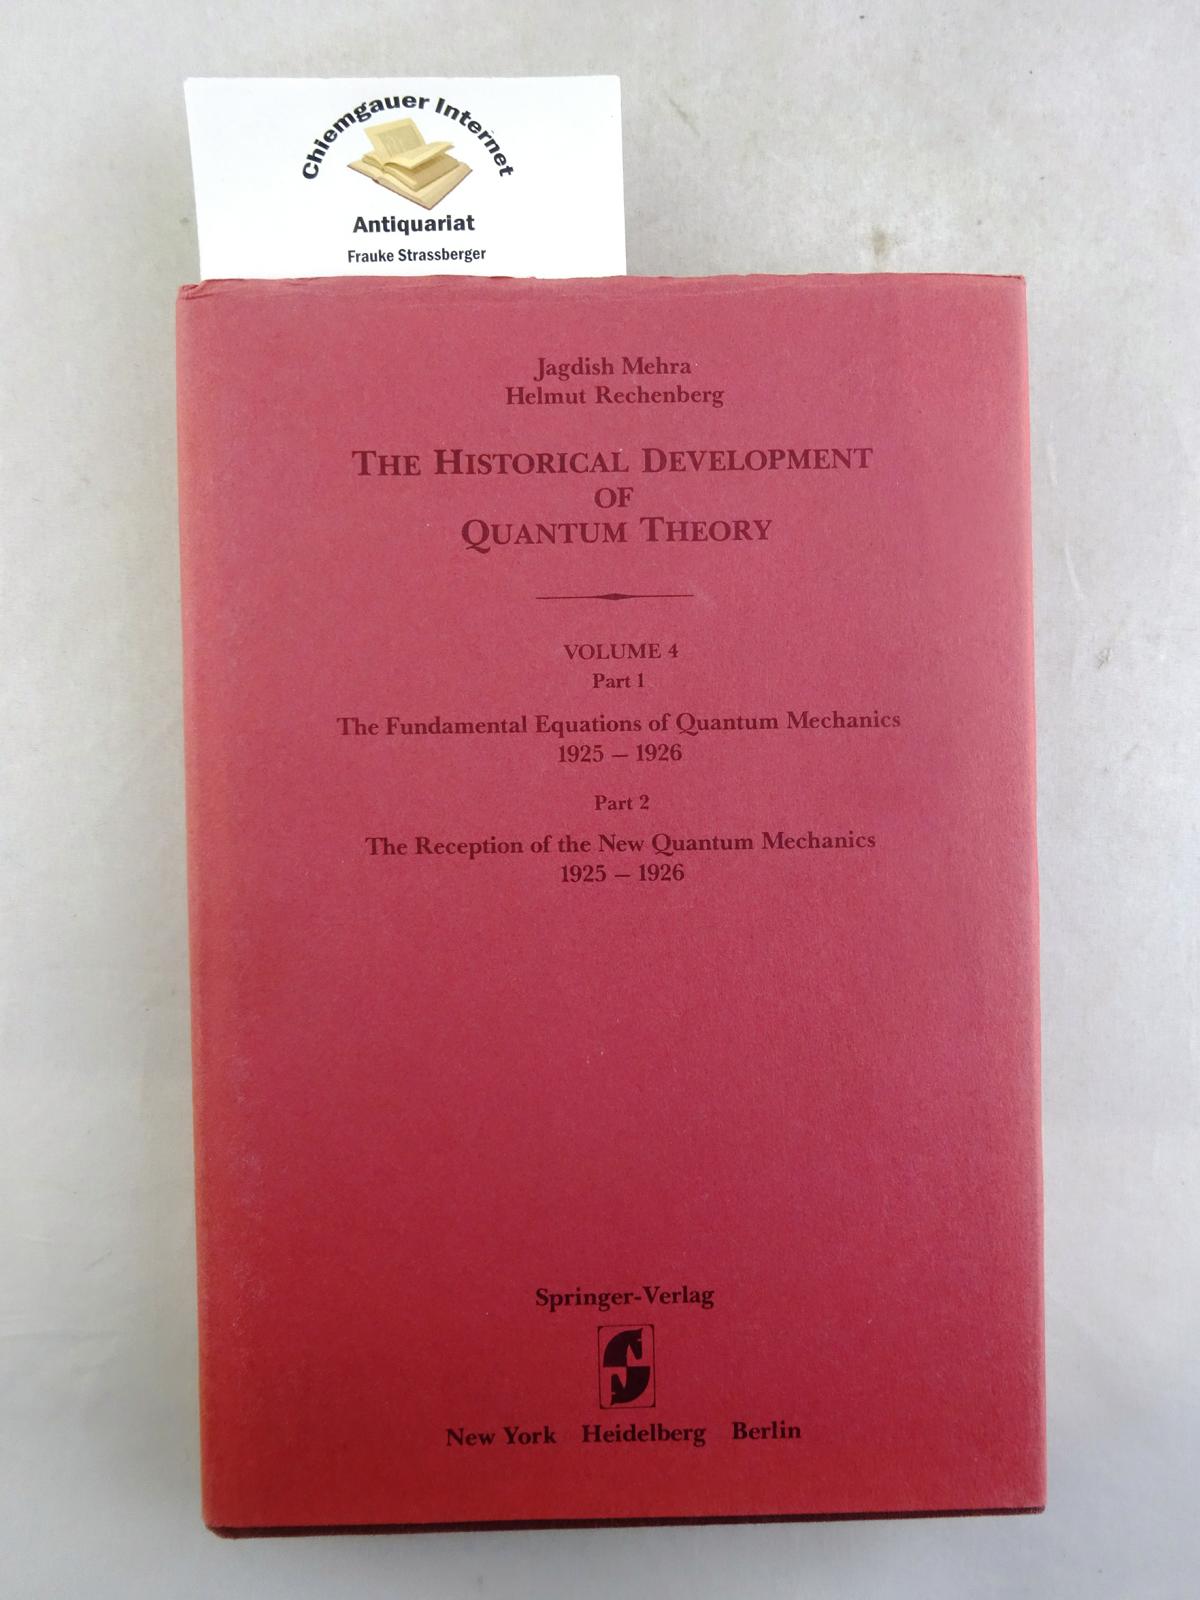 Chiemgauer Internet
Antiquariat
Frauke Strassberger
Jagdish Mehra
Helmut Rechenberg
THE HISTORICAL DEVELOPMENT
OF
QUANTUM THEORY
VOLUME 4
Part 1
The Fundamental Equations of Quantum Mechanics
1925 – 1926
Part 2
The Reception of the New Quantum Mechanics
1925 – 1926
Springer-Verlag
New York Heidelberg Berlin